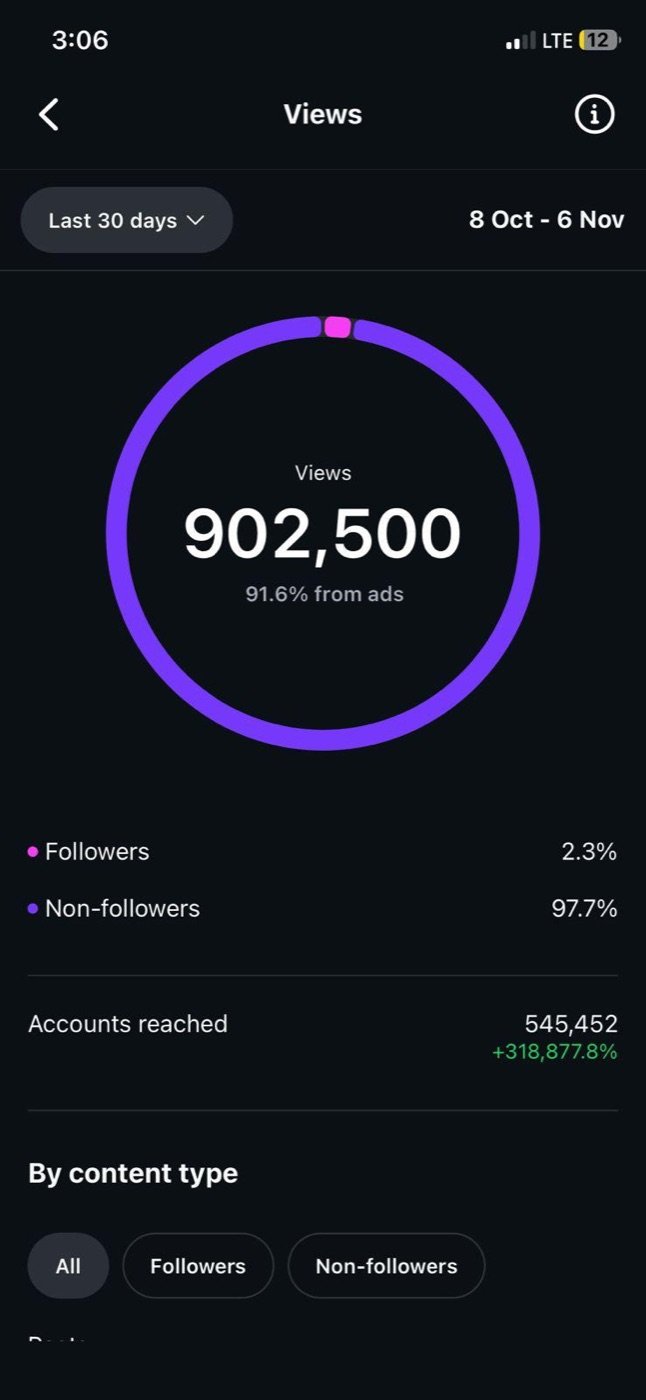 3:06
LTE 12
Views
Last 30 days
8 Oct - 6 Nov
Views
902,500
91.6% from ads
Followers 2.3%
Non-followers 97.7%
Accounts reached 545,452
+318,877.8%
By content type
All Followers Non-followers